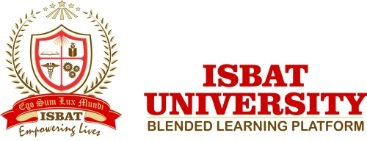 Ego Sum Lux Mundi
ISBAT
Empowering Lives
ISBAT
UNIVERSITY
BLENDED LEARNING PLATFORM